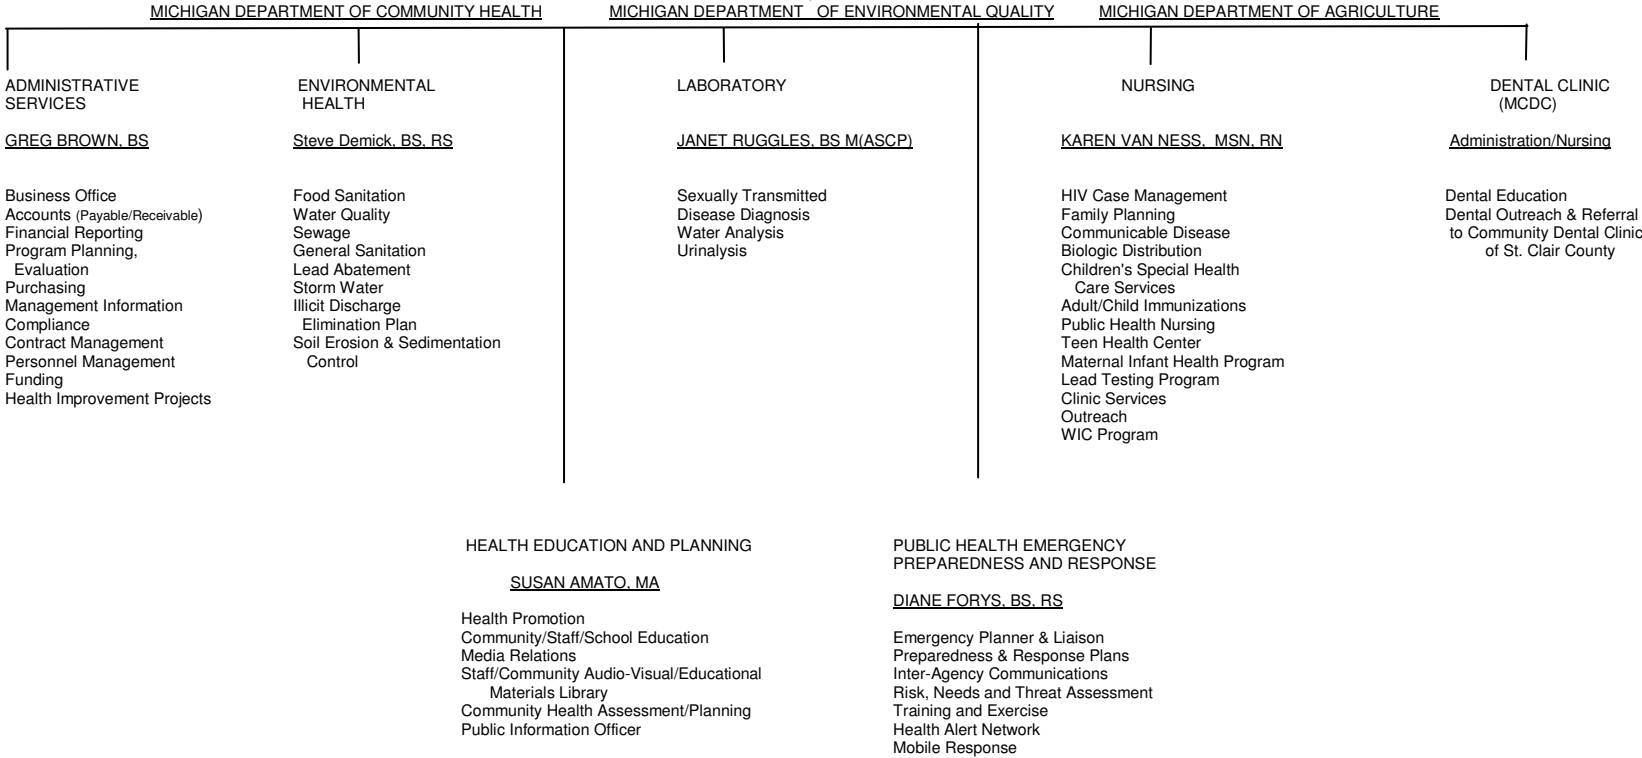 MICHIGAN DEPARTMENT OF COMMUNITY HEALTH
MICHIGAN DEPARTMENT OF ENVIRONMENTAL QUALITY
MICHIGAN DEPARTMENT OF AGRICULTURE
ADMINISTRATIVE
SERVICES
GREG BROWN, BS
Business Office
Accounts (Payable/Receivable)
Financial Reporting
Program Planning,
Evaluation
Purchasing
Management Information
Compliance
Contract Management
Personnel Management
Funding
Health Improvement Projects
ENVIRONMENTAL
HEALTH
Steve Demick, BS, RS
Food Sanitation
Water Quality
Sewage
General Sanitation
Lead Abatement
Storm Water
Illicit Discharge
Elimination Plan
Soil Erosion & Sedimentation
Control
LABORATORY
JANET RUGGLES, BS M(ASCP)
Sexually Transmitted
Disease Diagnosis
Water Analysis
Urinalysis
NURSING
KAREN VAN NESS, MSN, RN
HIV Case Management
Family Planning
Communicable Disease
Biologic Distribution
Children's Special Health
Care Services
Adult/Child Immunizations
Public Health Nursing
Teen Health Center
Maternal Infant Health Program
Lead Testing Program
Clinic Services
Outreach
WIC Program
DENTAL CLINIC
(MCDC)
Administration/Nursing
Dental Education
Dental Outreach & Referral
to Community Dental Clinic
of St. Clair County
HEALTH EDUCATION AND PLANNING
SUSAN AMATO, MA
Health Promotion
Community/Staff/School Education
Media Relations
Staff/Community Audio-Visual/Educational
Materials Library
Community Health Assessment/Planning
Public Information Officer
PUBLIC HEALTH EMERGENCY
PREPAREDNESS AND RESPONSE
DIANE FORYS, BS, RS
Emergency Planner & Liaison
Preparedness & Response Plans
Inter-Agency Communications
Risk, Needs and Threat Assessment
Training and Exercise
Health Alert Network
Mobile Response